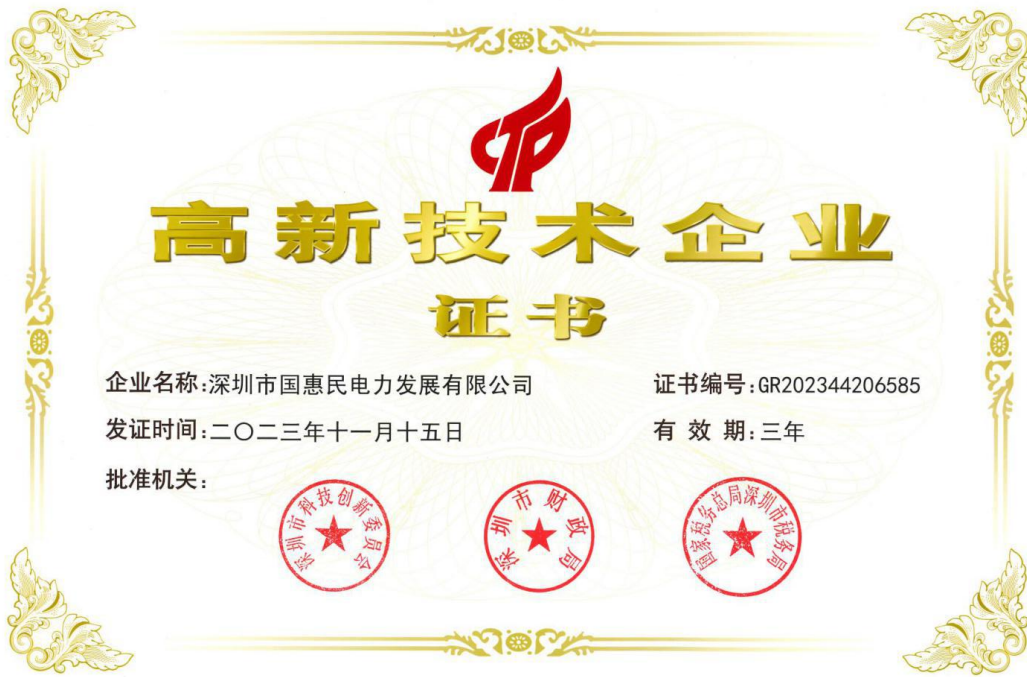 高新技术企业
证书
企业名称:深圳市国惠民电力发展有限公司
证书编号:GR202344206585
发证时间:二〇二三年十一月十五日
有效期:三年
批准机关:
深圳市科技创新委员会
深圳市财政局
国家税务总局深圳市税务局